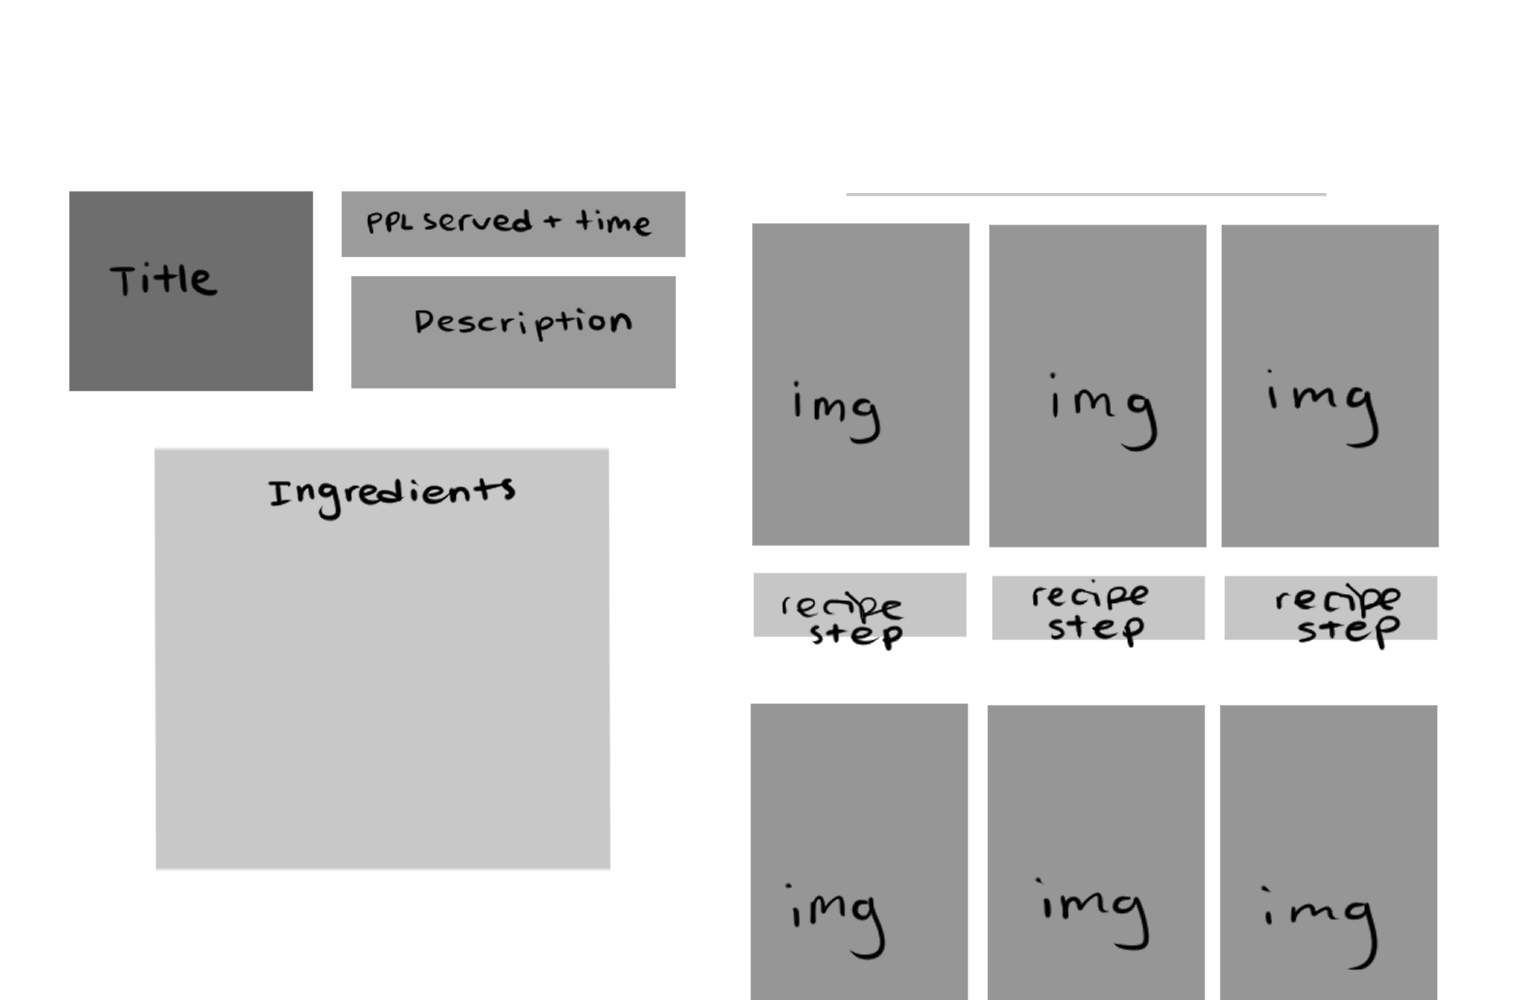 Title
PPL served + time
Description
Ingredients
img
img
img
recipe
step
recipe
step
recipe
step
img
img
img